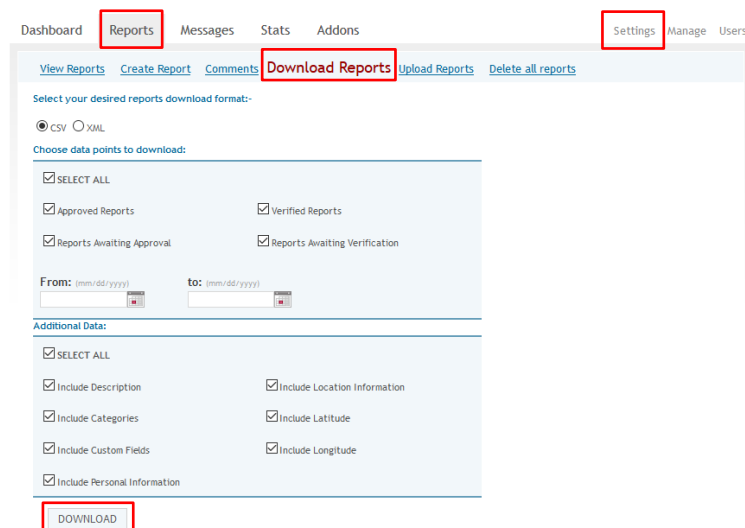 Dashboard Reports Messages Stats Addons Settings Manage Users
View Reports Create Report Comments Download Reports Upload Reports Delete all reports
Select your desired reports download format:-
CSV XML
Choose data points to download:
SELECT ALL
Approved Reports Verified Reports
Reports Awaiting Approval Reports Awaiting Verification
From: (mm/dd/yyyy) to: (mm/dd/yyyy)
Additional Data:
SELECT ALL
Include Description Include Location Information
Include Categories Include Latitude
Include Custom Fields Include Longitude
Include Personal Information
DOWNLOAD